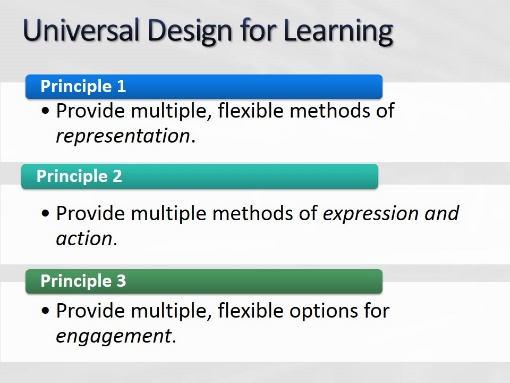 Universal Design for Learning
Principle 1
• Provide multiple, flexible methods of
representation.
Principle 2
• Provide multiple methods of expression and
action.
Principle 3
• Provide multiple, flexible options for
engagement.